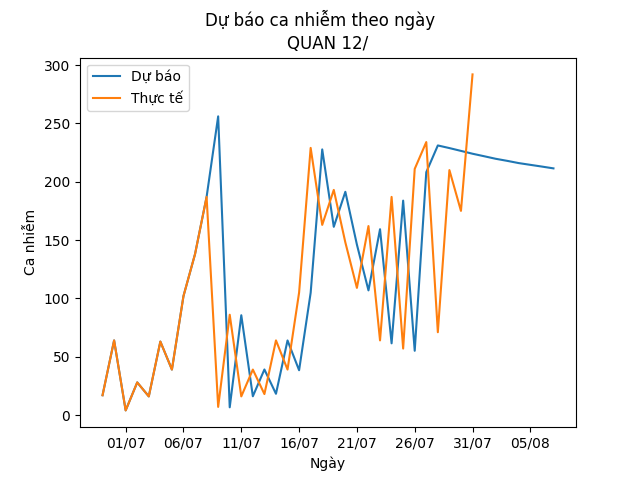 Dự báo ca nhiễm theo ngày
QUAN 12/
Dự báo
Thực tế
Ca nhiễm
300
250
200
150
100
50
0
01/07 06/07 11/07 16/07 21/07 26/07 31/07 05/08
Ngày